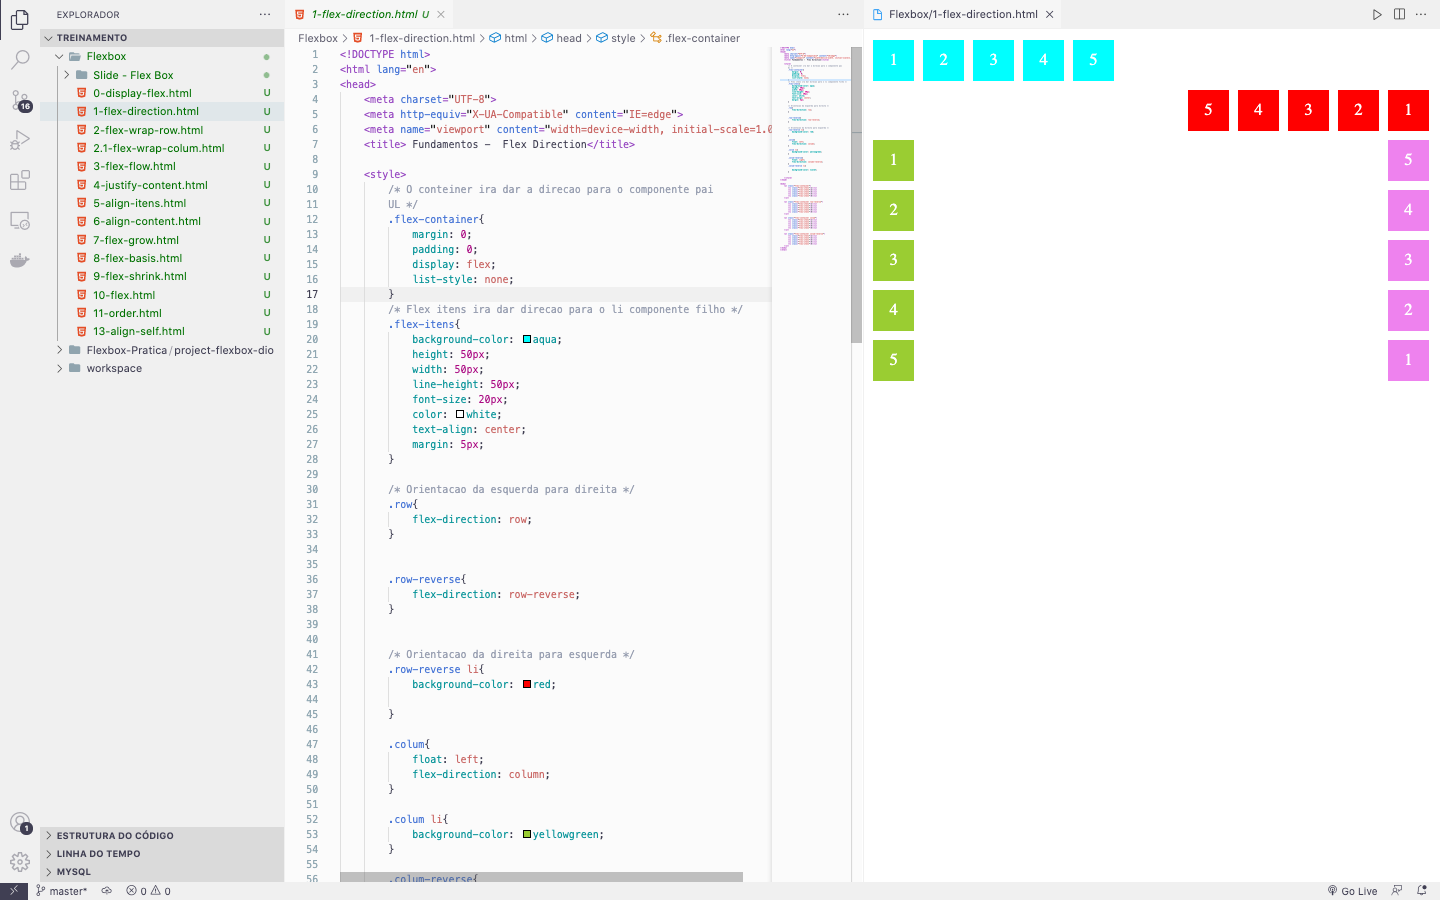 EXPLORADOR
TREINAMENTO
Flexbox
Slide - Flex Box
0-display-flex.html U
1-flex-direction.html U
2-flex-wrap-row.html U
2.1-flex-wrap-colum.html U
3-flex-flow.html U
4-justify-content.html U
5-align-itens.html U
6-align-content.html U
7-flex-grow.html U
8-flex-basis.html U
9-flex-shrink.html U
10-flex.html U
11-order.html U
13-align-self.html U
Flexbox-Pratica / project-flexbox-dio
workspace
16
1
ESTRUTURA DO CÓDIGO
LINHA DO TEMPO
MYSQL
1-flex-direction.html U
Flexbox > 1-flex-direction.html > html > head > style > .flex-container
1 <!DOCTYPE html>
2 <html lang="en">
3 <head>
4 <meta charset="UTF-8">
5 <meta http-equiv="X-UA-Compatible" content="IE=edge">
6 <meta name="viewport" content="width=device-width, initial-scale=1.0
7 <title> Fundamentos - Flex Direction</title>
8
9 <style>
10 /* O conteiner ira dar a direcao para o componente pai
11 UL */
12 .flex-container{
13 margin: 0;
14 padding: 0;
15 display: flex;
16 list-style: none;
17 }
18 /* Flex itens ira dar direcao para o li componente filho */
19 .flex-itens{
20 background-color: aqua;
21 height: 50px;
22 width: 50px;
23 line-height: 50px;
24 font-size: 20px;
25 color: white;
26 text-align: center;
27 margin: 5px;
28 }
29
30 /* Orientacao da esquerda para direita */
31 .row{
32 flex-direction: row;
33 }
34
35
36 .row-reverse{
37 flex-direction: row-reverse;
38 }
39
40
41 /* Orientacao da direita para esquerda */
42 .row-reverse li{
43 background-color: red;
44
45 }
46
47 .colum{
48 float: left;
49 flex-direction: column;
50 }
51
52 .colum li{
53 background-color: yellowgreen;
54 }
55
56 .colum-reverse{
Flexbox/1-flex-direction.html
1 2 3 4 5
5 4 3 2 1
1 5
2 4
3 3
4 2
5 1
master* 0 0 Go Live